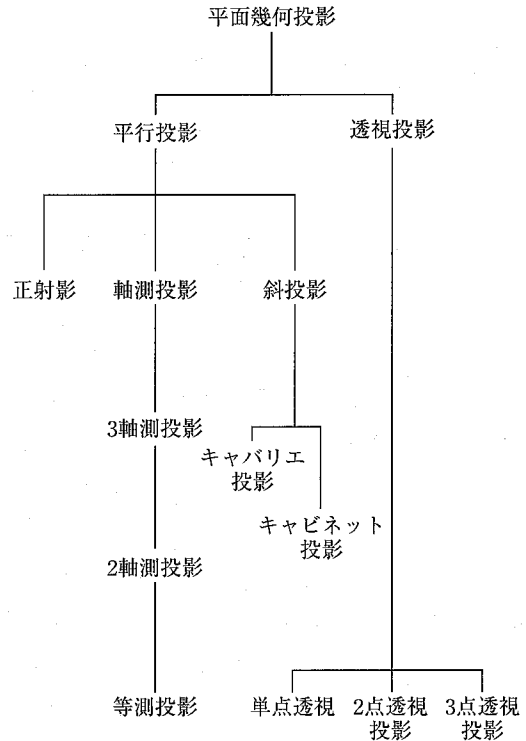 平面幾何投影
平行投影
透視投影
正射影
軸測投影
斜投影
3軸測投影
キャバリエ
投影
キャビネット
投影
2軸測投影
等測投影
単点透視
2点透視
投影
3点透視
投影